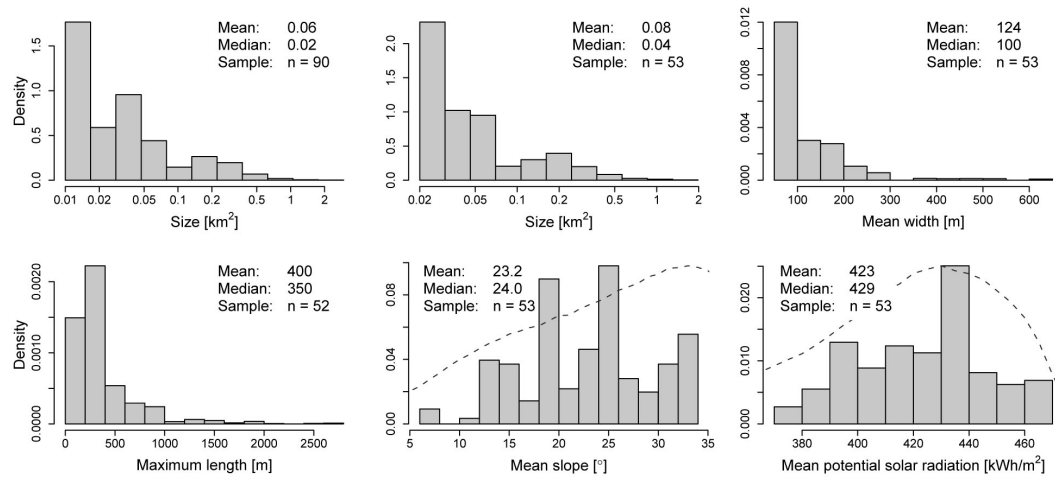 Mean: 0.06
Median: 0.02
Sample: n = 90
Density
0.0 0.5 1.0 1.5
0.01 0.02 0.05 0.1 0.2 0.5 1 2
Size [km²]
Mean: 0.08
Median: 0.04
Sample: n = 53
0.0 0.5 1.0 1.5 2.0
0.02 0.05 0.1 0.2 0.5 1 2
Size [km²]
Mean: 124
Median: 100
Sample: n = 53
0.000 0.004 0.008 0.012
100 200 300 400 500 600
Mean width [m]
Mean: 400
Median: 350
Sample: n = 52
Density
0.0000 0.0010 0.0020
0 500 1000 1500 2000 2500
Maximum length [m]
Mean: 23.2
Median: 24.0
Sample: n = 53
0.00 0.04 0.08
5 10 15 20 25 30 35
Mean slope [°]
Mean: 423
Median: 429
Sample: n = 53
0.000 0.010 0.020
380 400 420 440 460
Mean potential solar radiation [kWh/m²]